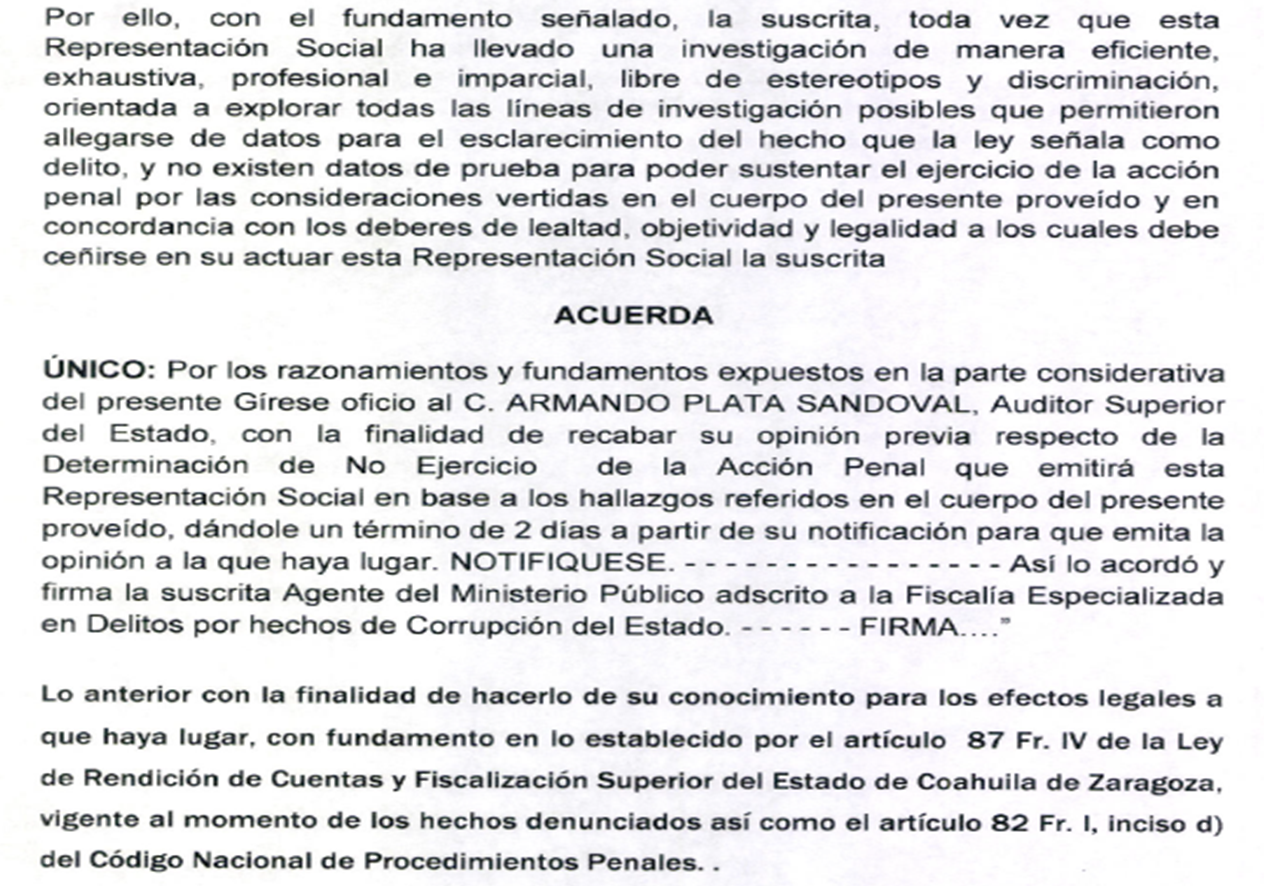 Por ello, con el fundamento señalado, la suscrita, toda vez que esta
Representación Social ha llevado una investigación de manera eficiente,
exhaustiva, profesional e imparcial, libre de estereotipos y discriminación,
orientada a explorar todas las líneas de investigación posibles que permitieron
allegarse de datos para el esclarecimiento del hecho que la ley señala como
delito, y no existen datos de prueba para poder sustentar el ejercicio de la acción
penal por las consideraciones vertidas en el cuerpo del presente proveído y en
concordancia con los deberes de lealtad, objetividad y legalidad a los cuales debe
ceñirse en su actuar esta Representación Social la suscrita
ACUERDA
ÚNICO: Por los razonamientos y fundamentos expuestos en la parte considerativa
del presente Gírese oficio al C. ARMANDO PLATA SANDOVAL, Auditor Superior
del Estado, con la finalidad de recabar su opinión previa respecto de la
Determinación de No Ejercicio de la Acción Penal que emitirá esta
Representación Social en base a los hallazgos referidos en el cuerpo del presente
proveído, dándole un término de 2 días a partir de su notificación para que emita la
opinión a la que haya lugar. NOTIFIQUESE. - - - - - - - - - - - - - - - - Así lo acordó y
firma la suscrita Agente del Ministerio Público adscrito a la Fiscalía Especializada
en Delitos por hechos de Corrupción del Estado. - - - - - - FIRMA...."
Lo anterior con la finalidad de hacerlo de su conocimiento para los efectos legales a
que haya lugar, con fundamento en lo establecido por el artículo 87 Fr. IV de la Ley
de Rendición de Cuentas y Fiscalización Superior del Estado de Coahuila de Zaragoza,
vigente al momento de los hechos denunciados así como el artículo 82 Fr. I, inciso d)
del Código Nacional de Procedimientos Penales. .